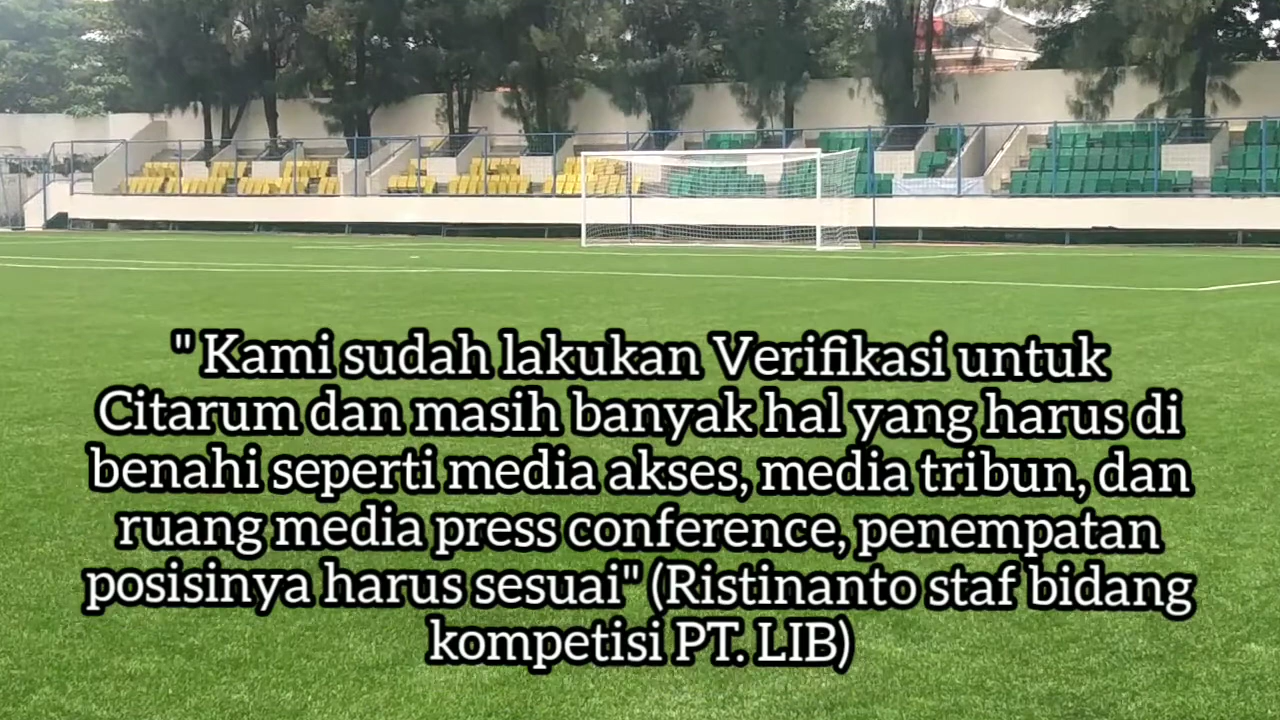 " Kami sudah lakukan Verifikasi untuk
Citarum dan masih banyak hal yang harus di
benahi seperti media akses, media tribun, dan
ruang media press conference, penempatan
posisinya harus sesuai" (Ristinanto staf bidang
kompetisi PT. LIB)